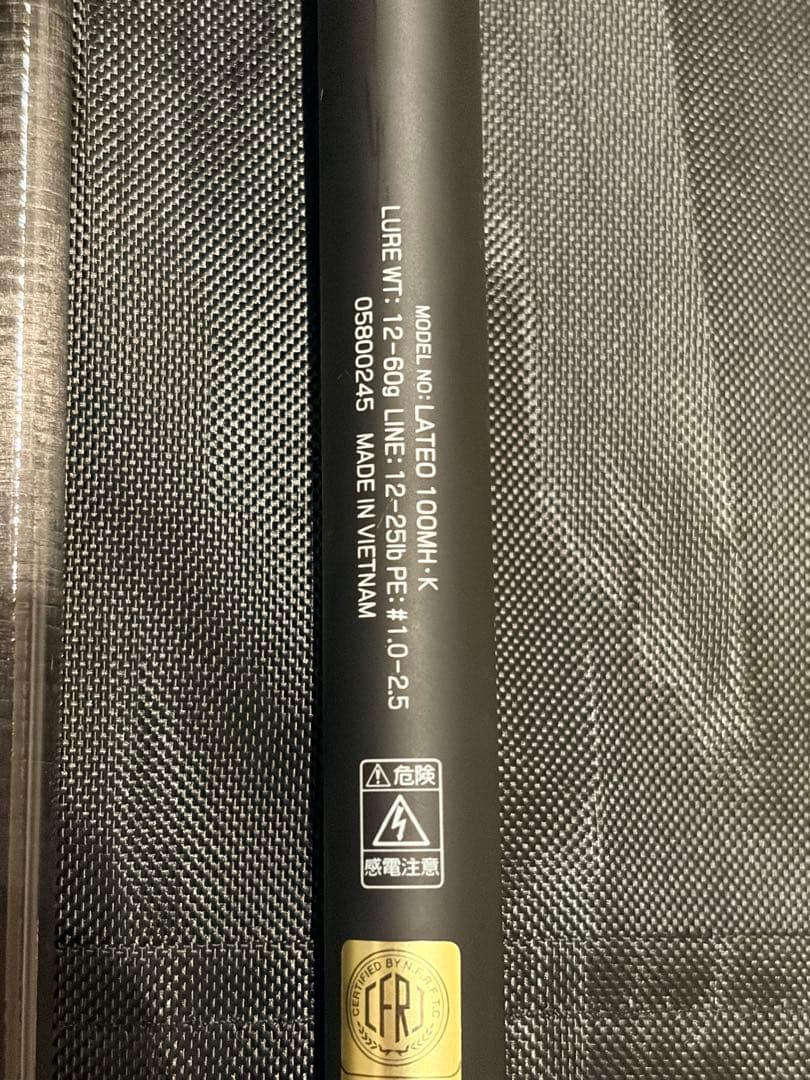 MODEL NO: LATEO 100MH・K
LURE WT: 12-60g LINE: 12-25lb PE: #1.0-2.5
05800245 MADE IN VIETNAM
危険
感電注意
CERTIFIED BY N.F.R.F.T.C
CFRJ